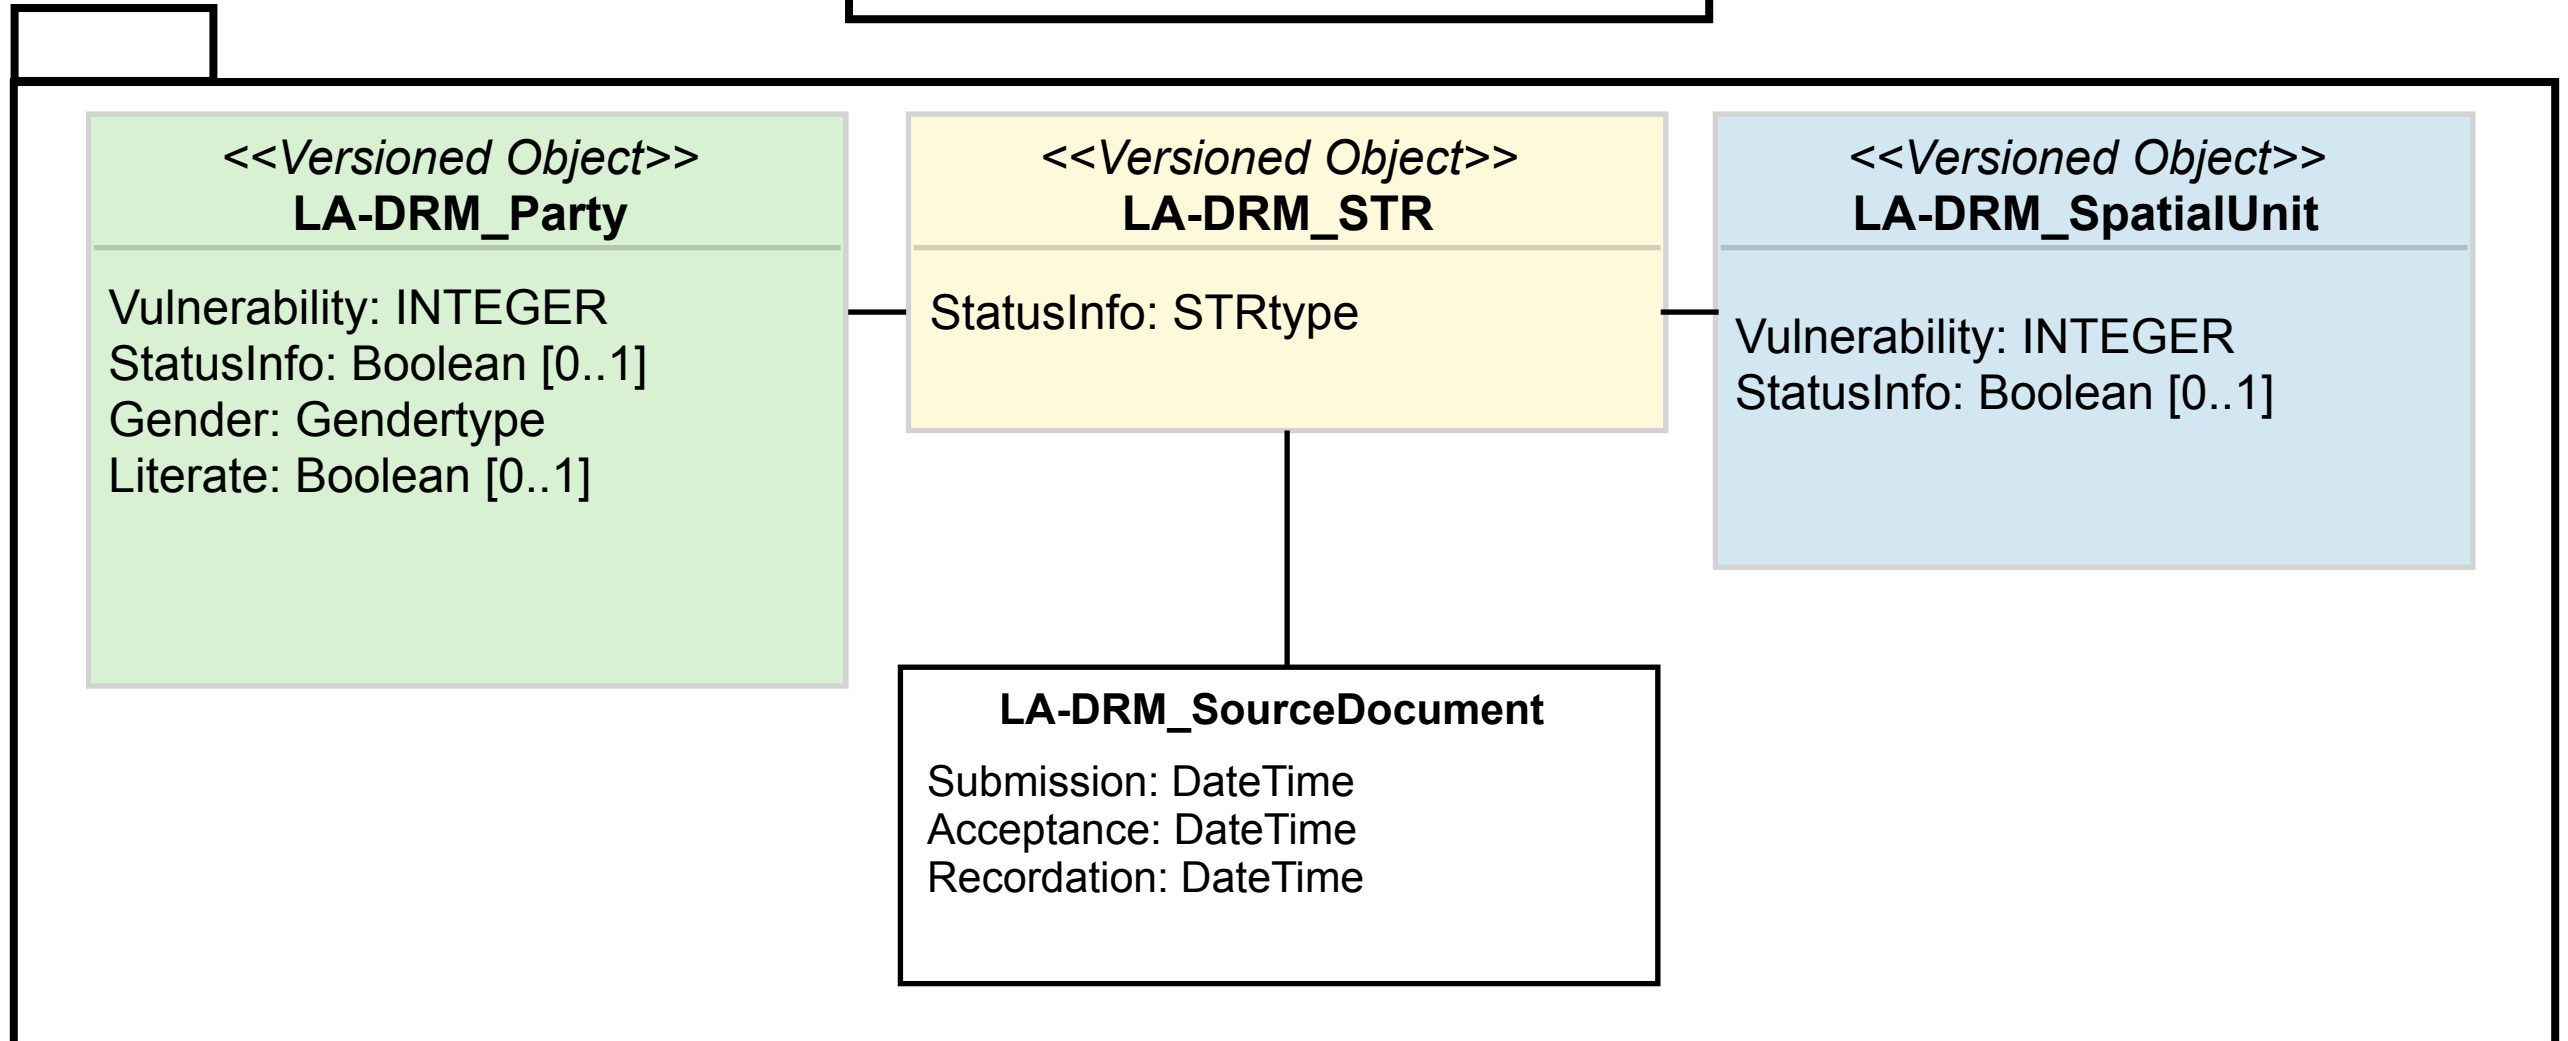 <<Versioned Object>>
LA-DRM_Party
Vulnerability: INTEGER
StatusInfo: Boolean [0..1]
Gender: Gendertype
Literate: Boolean [0..1]
<<Versioned Object>>
LA-DRM_STR
StatusInfo: STRtype
<<Versioned Object>>
LA-DRM_SpatialUnit
Vulnerability: INTEGER
StatusInfo: Boolean [0..1]
LA-DRM_SourceDocument
Submission: DateTime
Acceptance: DateTime
Recordation: DateTime